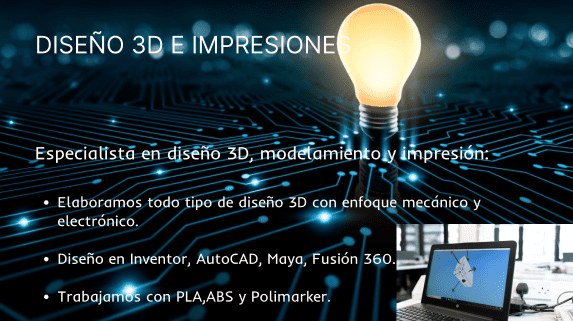 DISEÑO 3D E IMPRESIONES
Especialista en diseño 3D, modelamiento y impresión:
• Elaboramos todo tipo de diseño 3D con enfoque mecánico y
electrónico.
• Diseño en Inventor, AutoCAD, Maya, Fusión 360.
• Trabajamos con PLA,ABS y Polimarker.